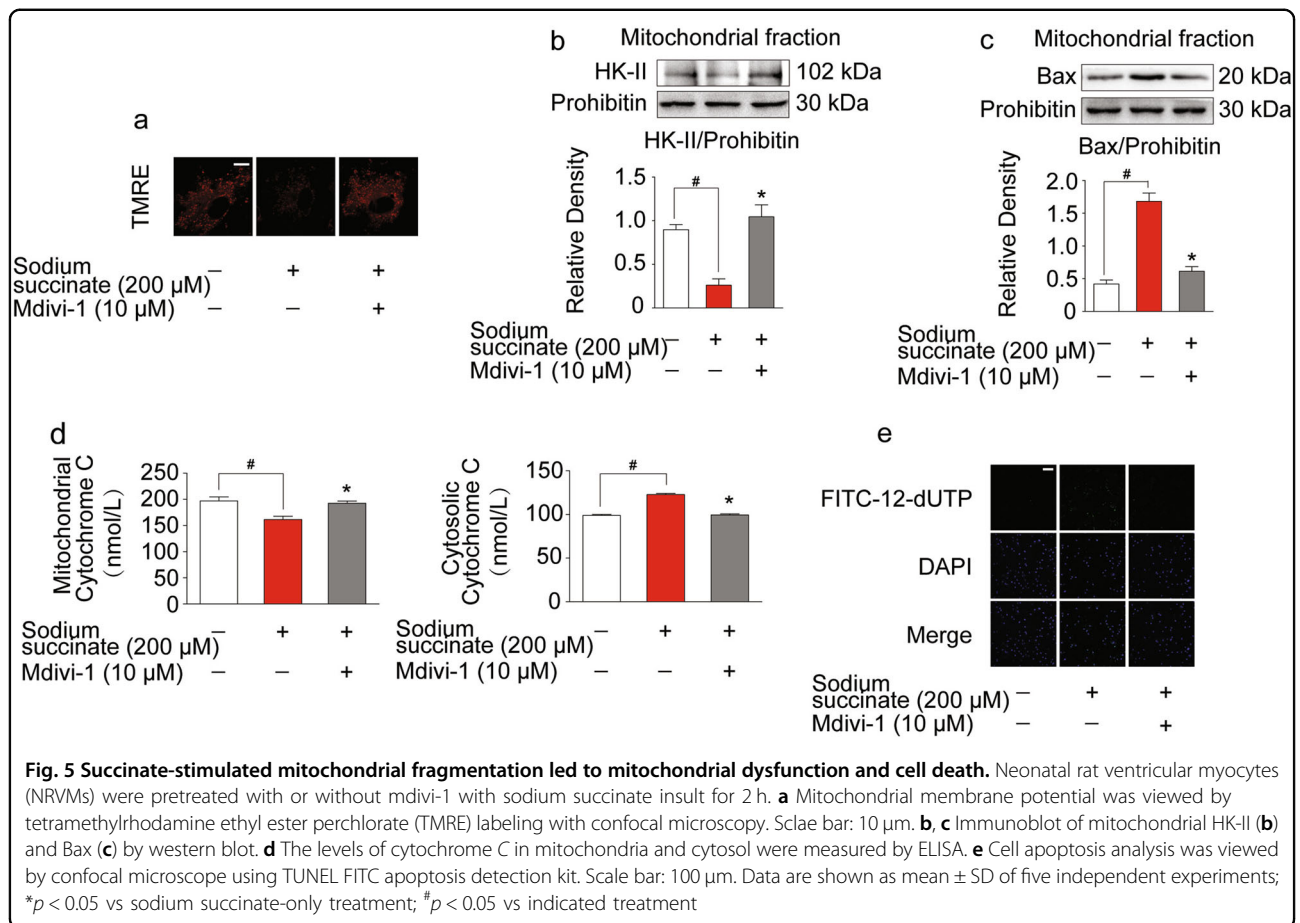 a
TMRE
Sodium
succinate (200 µM) – + +
Mdivi-1 (10 µM) – – +
b
Mitochondrial fraction
HK-II 102 kDa
Prohibitin 30 kDa
HK-II/Prohibitin
Relative Density
1.5
1.0
0.5
0
#
*
Sodium
succinate (200 µM) – + +
Mdivi-1 (10 µM) – – +
c
Mitochondrial fraction
Bax 20 kDa
Prohibitin 30 kDa
Bax/Prohibitin
Relative Density
2.0
1.5
1.0
0.5
0
#
*
Sodium
succinate (200 µM) – + +
Mdivi-1 (10 µM) – – +
d
Mitochondrial
Cytochrome C
(nmol/L)
250
200
150
100
50
0
#
*
Sodium
succinate (200 µM) – + +
Mdivi-1 (10 µM) – – +
Cytosolic
Cytochrome C
(nmol/L)
150
100
50
0
#
*
Sodium
succinate (200 µM) – + +
Mdivi-1 (10 µM) – – +
e
FITC-12-dUTP
DAPI
Merge
Sodium
succinate (200 µM) – + +
Mdivi-1 (10 µM) – – +
Fig. 5 Succinate-stimulated mitochondrial fragmentation led to mitochondrial dysfunction and cell death. Neonatal rat ventricular myocytes
(NRVMs) were pretreated with or without mdivi-1 with sodium succinate insult for 2 h. a Mitochondrial membrane potential was viewed by
tetramethylrhodamine ethyl ester perchlorate (TMRE) labeling with confocal microscopy. Sclae bar: 10 µm. b, c Immunoblot of mitochondrial HK-II (b)
and Bax (c) by western blot. d The levels of cytochrome C in mitochondria and cytosol were measured by ELISA. e Cell apoptosis analysis was viewed
by confocal microscope using TUNEL FITC apoptosis detection kit. Scale bar: 100 µm. Data are shown as mean ± SD of five independent experiments;
*p < 0.05 vs sodium succinate-only treatment; #p < 0.05 vs indicated treatment